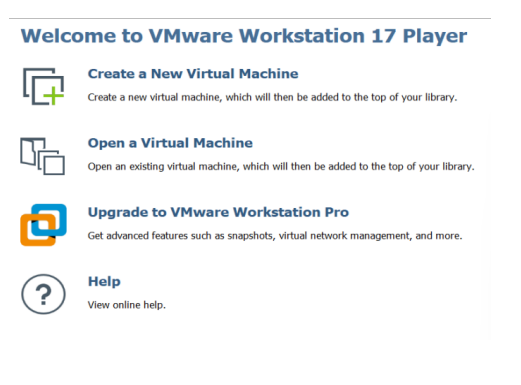 Welcome to VMware Workstation 17 Player
Create a New Virtual Machine
Create a new virtual machine, which will then be added to the top of your library.
Open a Virtual Machine
Open an existing virtual machine, which will then be added to the top of your library.
Upgrade to VMware Workstation Pro
Get advanced features such as snapshots, virtual network management, and more.
Help
?
View online help.